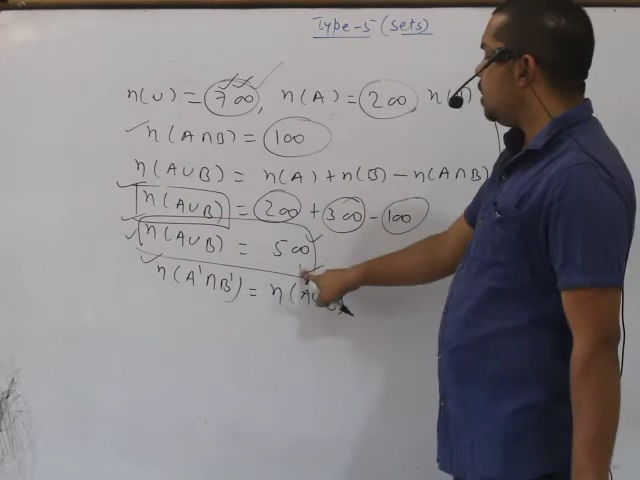 Type-5 (sets)
n(U) = 700, n(A) = 200 n(
n(A∩B) = 100
n(A∪B) = n(A) + n(B) - n(A∩B)
n(A∪B) = 200 + 300 - 100
n(A∪B) = 500
n(A'∩B') = n(A∪B